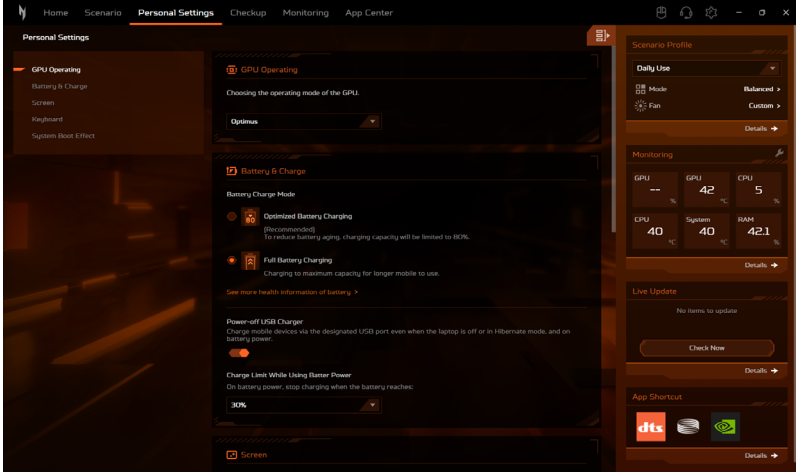 Home Scenario Personal Settings Checkup Monitoring App Center
Personal Settings
GPU Operating
Battery & Charge
Screen
Keyboard
System Boot Effect
GPU Operating
Choosing the operating mode of the GPU.
Optimus
Battery & Charge
Battery Charge Mode
80
Optimized Battery Charging
(Recommended)
To reduce battery aging, charging capacity will be limited to 80%.
Full Battery Charging
Charging to maximum capacity for longer mobile to use.
See more health information of battery >
Power-off USB Charger
Charge mobile devices via the designated USB port even when the laptop is off or in Hibernate mode, and on
battery power.
Charge Limit While Using Batter Power
On battery power, stop charging when the battery reaches:
30%
Screen
Scenario Profile
Daily Use
Mode Balanced >
Fan Custom >
Details
Monitoring
GPU GPU CPU
-- 42 5
% °C %
CPU System RAM
40 40 42.1
°C °C %
Details
Live Update
No items to update
Check Now
Details
App Shortcut
dts
Details